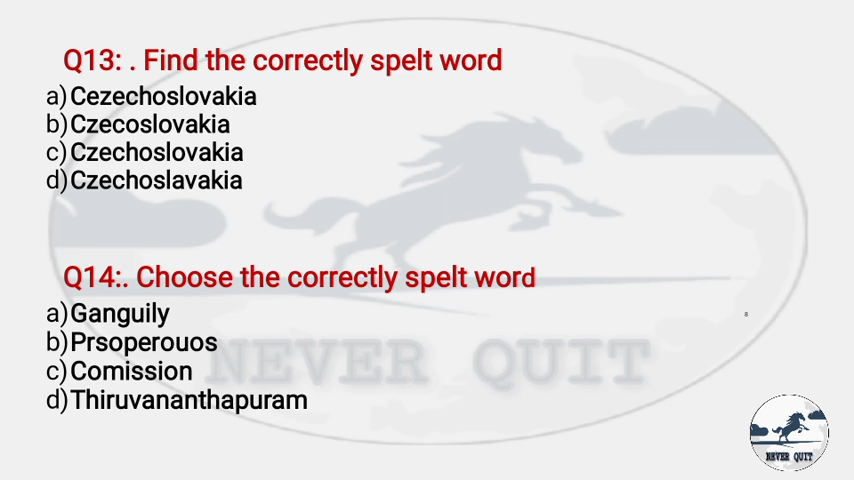 Q13: . Find the correctly spelt word
a) Cezechoslovakia
b) Czecoslovakia
c) Czechoslovakia
d) Czechoslavakia
Q14:. Choose the correctly spelt word
a) Ganguily
b) Prsoperouos
c) Comission
d) Thiruvananthapuram
8
NEVER QUIT
NEVER QUIT